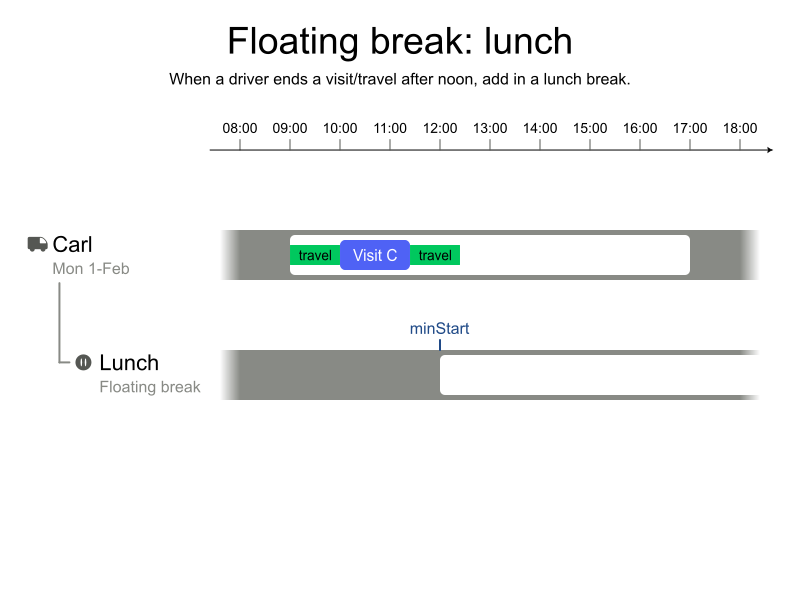 Floating break: lunch
When a driver ends a visit/travel after noon, add in a lunch break.
08:00 09:00 10:00 11:00 12:00 13:00 14:00 15:00 16:00 17:00 18:00
Carl
Mon 1-Feb
travel Visit C travel
minStart
Lunch
Floating break